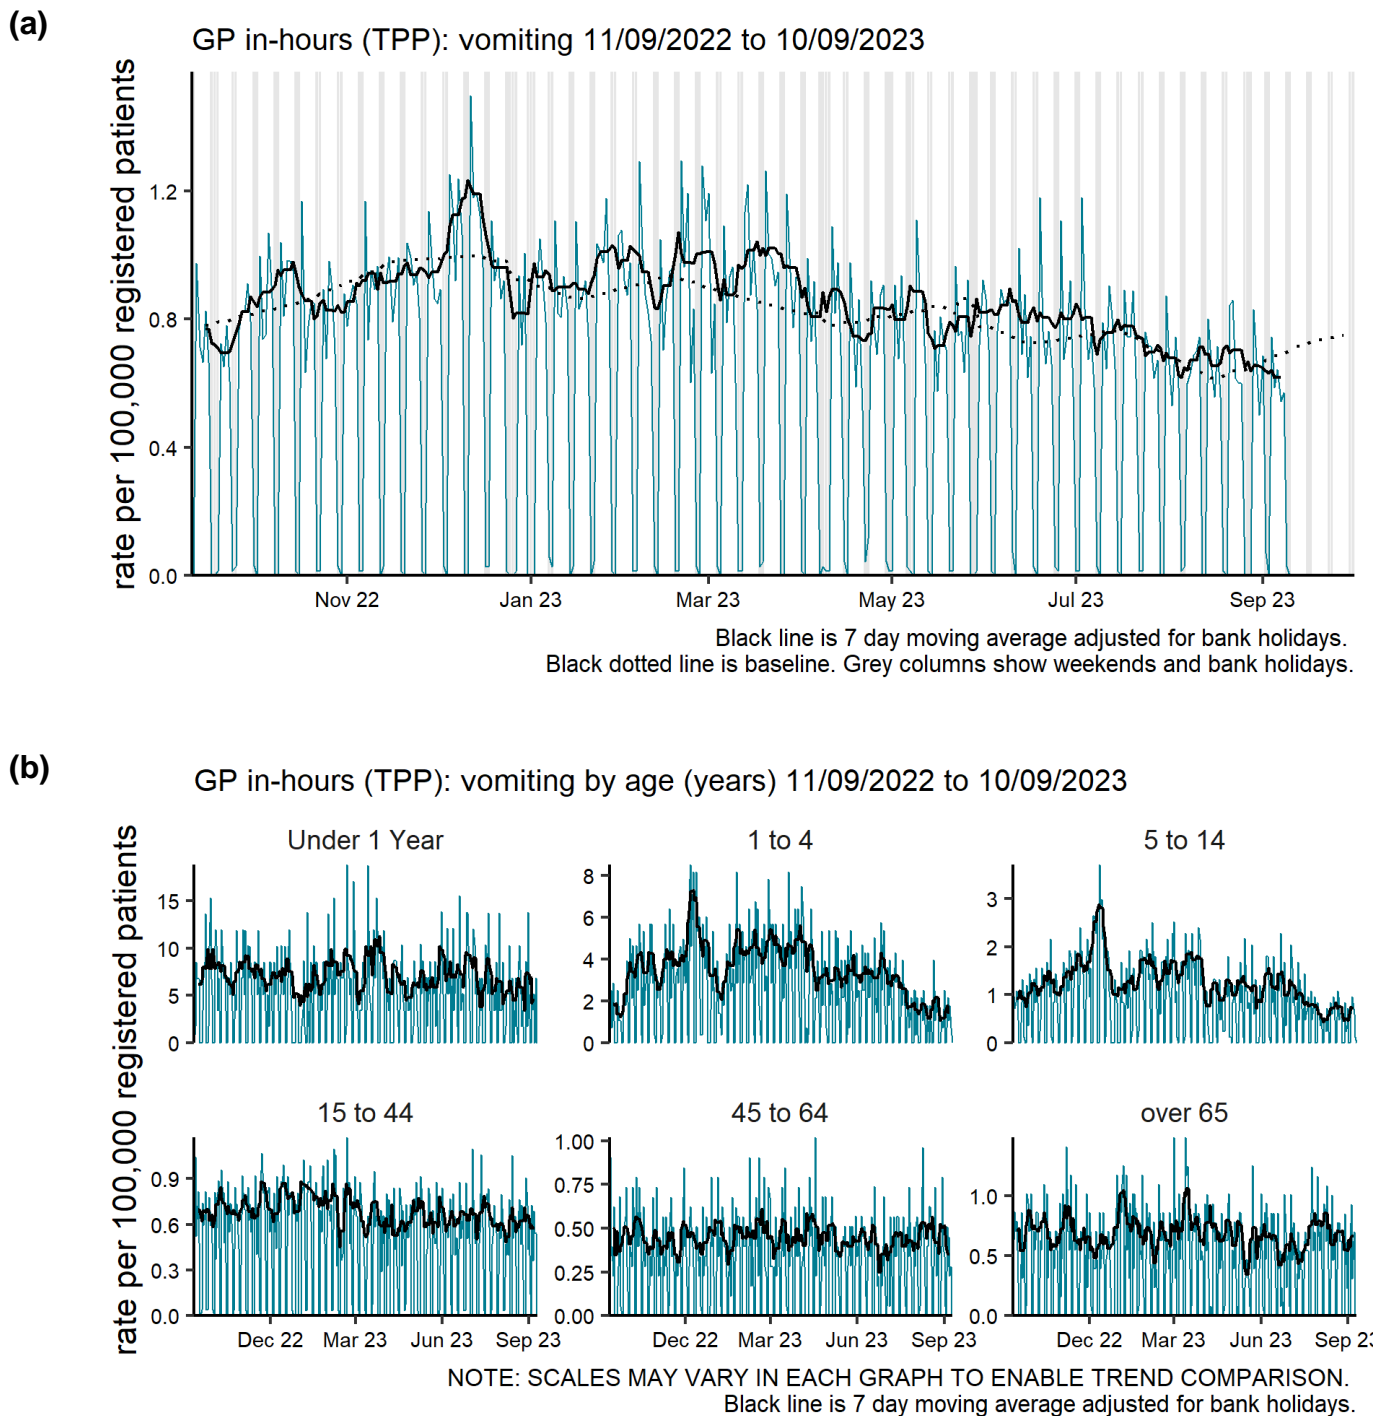 (a)
GP in-hours (TPP): vomiting 11/09/2022 to 10/09/2023
rate per 100,000 registered patients
1.2
0.8
0.4
0.0
Nov 22 Jan 23 Mar 23 May 23 Jul 23 Sep 23
Black line is 7 day moving average adjusted for bank holidays.
Black dotted line is baseline. Grey columns show weekends and bank holidays.
(b)
GP in-hours (TPP): vomiting by age (years) 11/09/2022 to 10/09/2023
rate per 100,000 registered patients
Under 1 Year
15
10
5
0
1 to 4
8
6
4
2
0
5 to 14
3
2
1
0
15 to 44
0.9
0.6
0.3
0.0
Dec 22 Mar 23 Jun 23 Sep 23
45 to 64
1.00
0.75
0.50
0.25
0.00
Dec 22 Mar 23 Jun 23 Sep 23
over 65
1.0
0.5
0.0
Dec 22 Mar 23 Jun 23 Sep 23
NOTE: SCALES MAY VARY IN EACH GRAPH TO ENABLE TREND COMPARISON.
Black line is 7 day moving average adjusted for bank holidays.